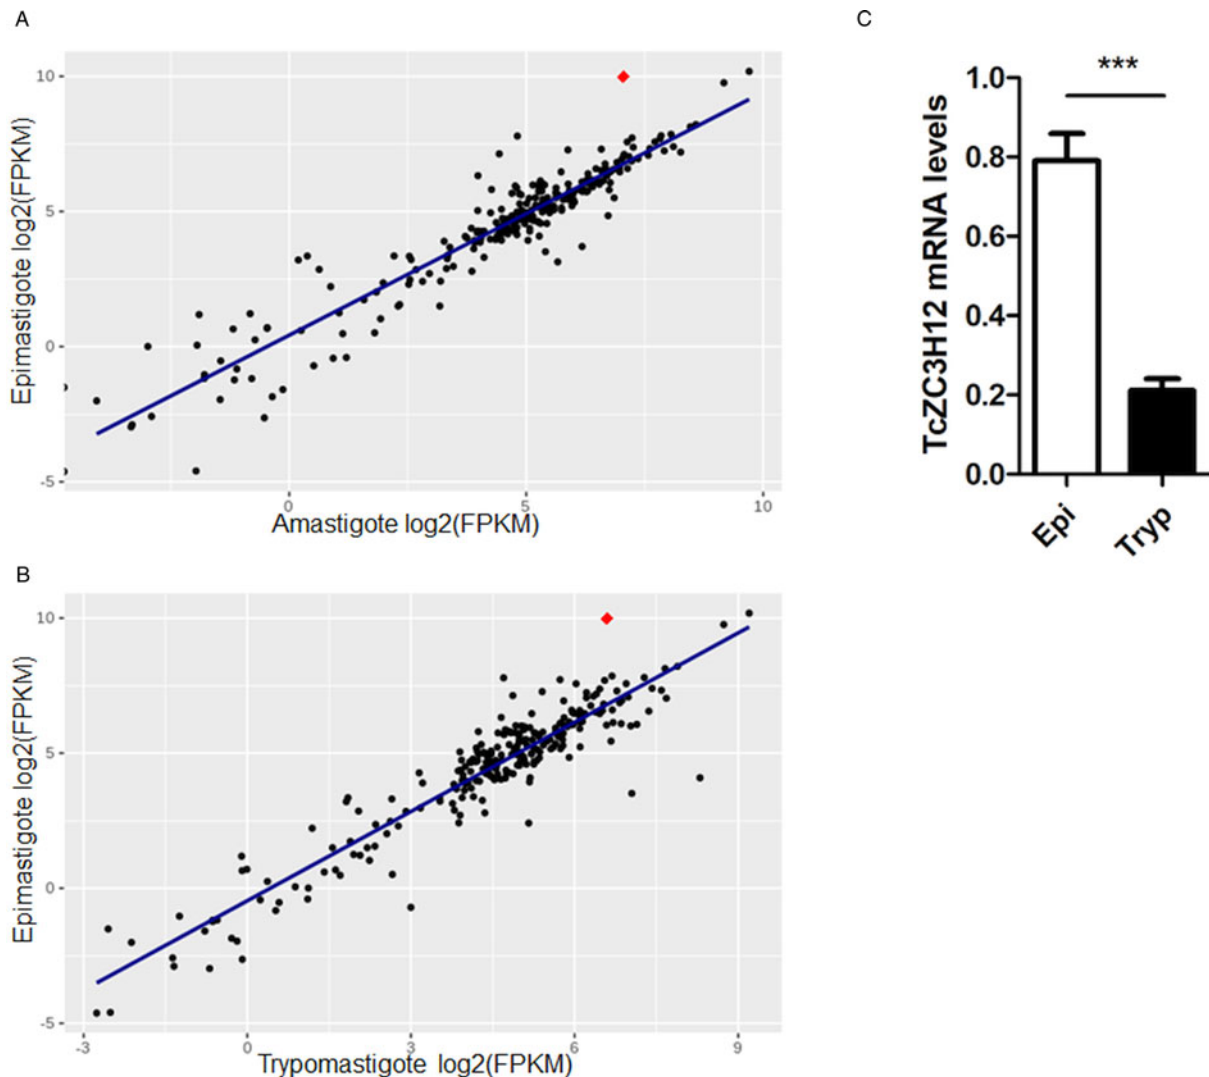 A
10
5
0
-5
Epimastigote log2(FPKM)
0
5
10
Amastigote log2(FPKM)
B
10
5
0
-5
Epimastigote log2(FPKM)
-3
0
3
6
9
Trypomastigote log2(FPKM)
C
***
1.0
0.8
0.6
0.4
0.2
0.0
TcZC3H12 mRNA levels
Epi
Tryp